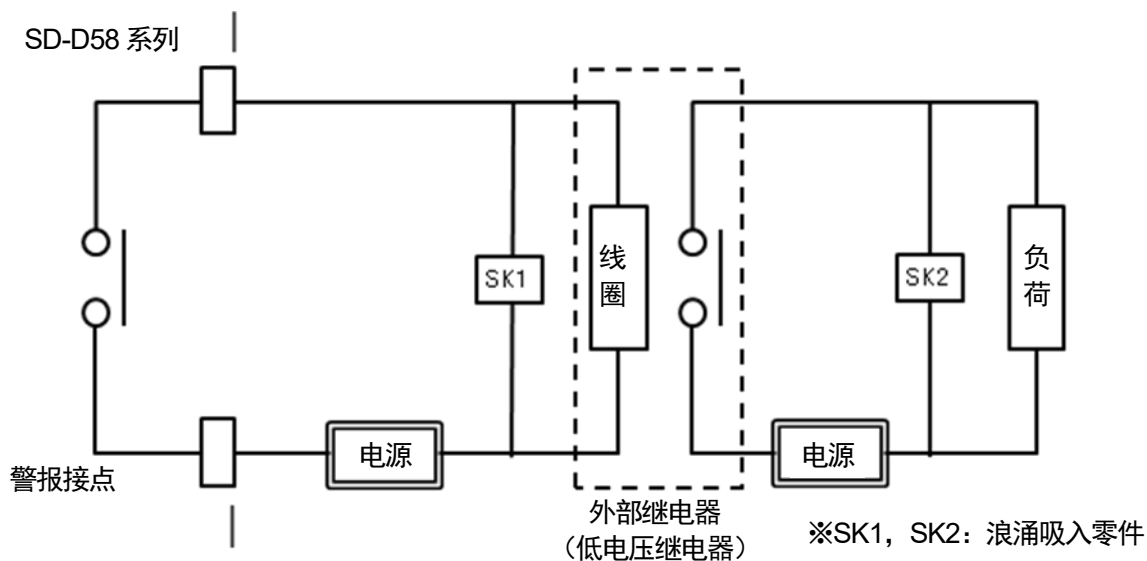 SD-D58 系列
SK1
线圈
SK2
负荷
电源
电源
警报接点
外部继电器
（低电压继电器）
※SK1，SK2：浪涌吸入零件